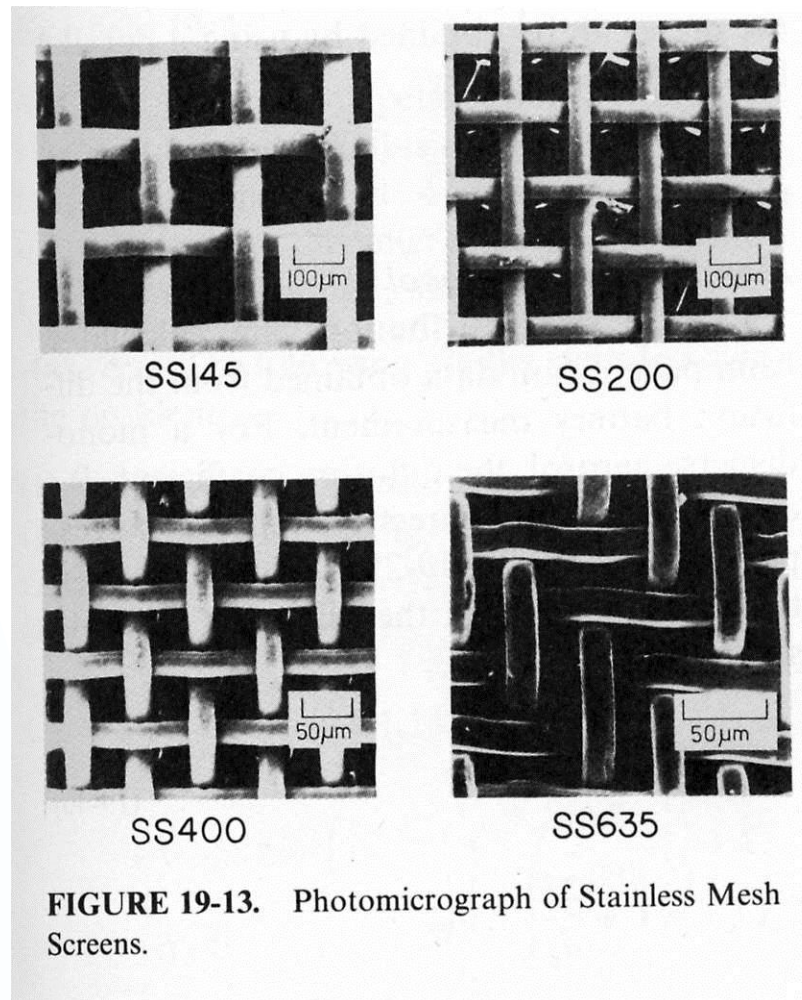 100µm
100µm
SS145
SS200
50µm
50µm
SS400
SS635
FIGURE 19-13. Photomicrograph of Stainless Mesh
Screens.